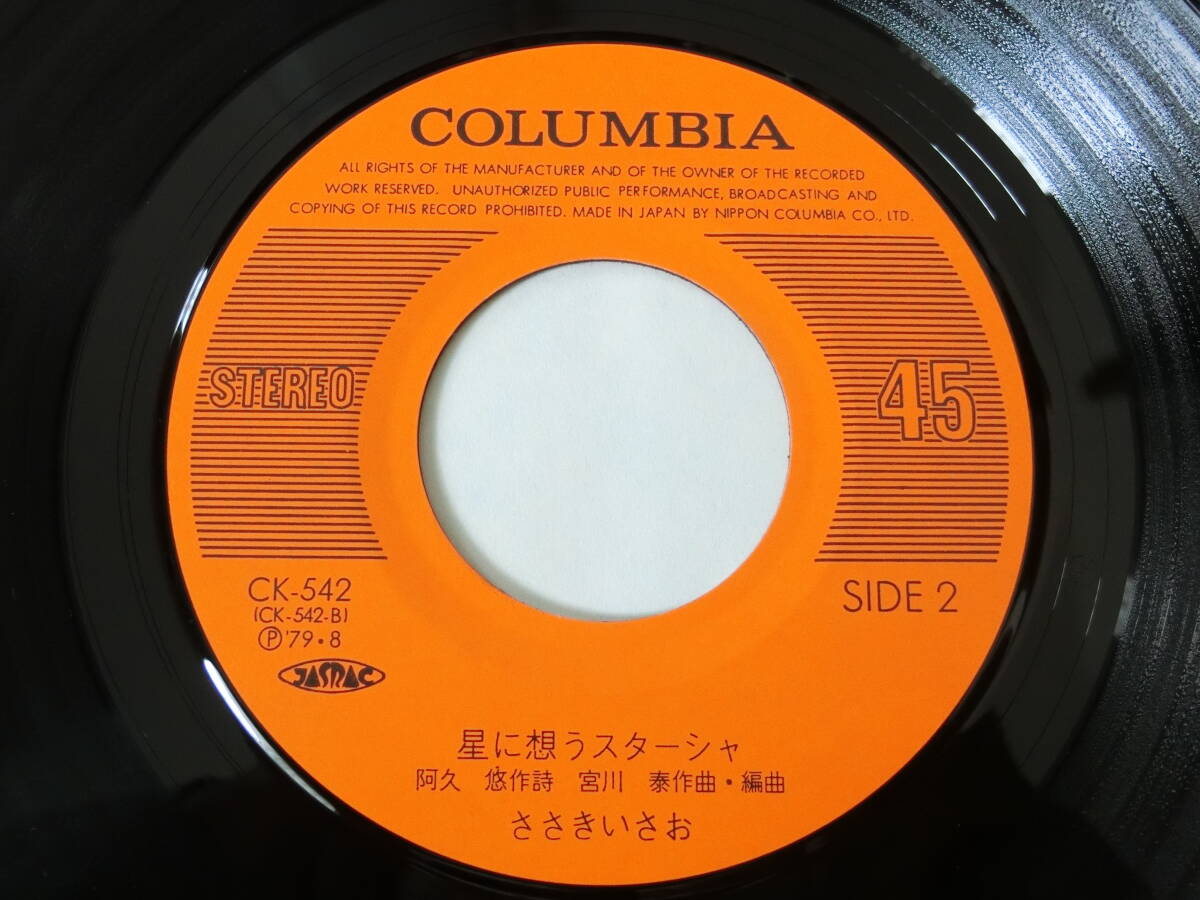 COLUMBIA
ALL RIGHTS OF THE MANUFACTURER AND OF THE OWNER OF THE RECORDED
WORK RESERVED. UNAUTHORIZED PUBLIC PERFORMANCE, BROADCASTING AND
COPYING OF THIS RECORD PROHIBITED. MADE IN JAPAN BY NIPPON COLUMBIA CO., LTD.
STEREO
45
CK-542
(CK-542-B)
Ⓟ'79・8
JASRAC
SIDE 2
星に想うスターシャ
阿久 悠作詩 宮川 泰作曲・編曲
ささきいさお